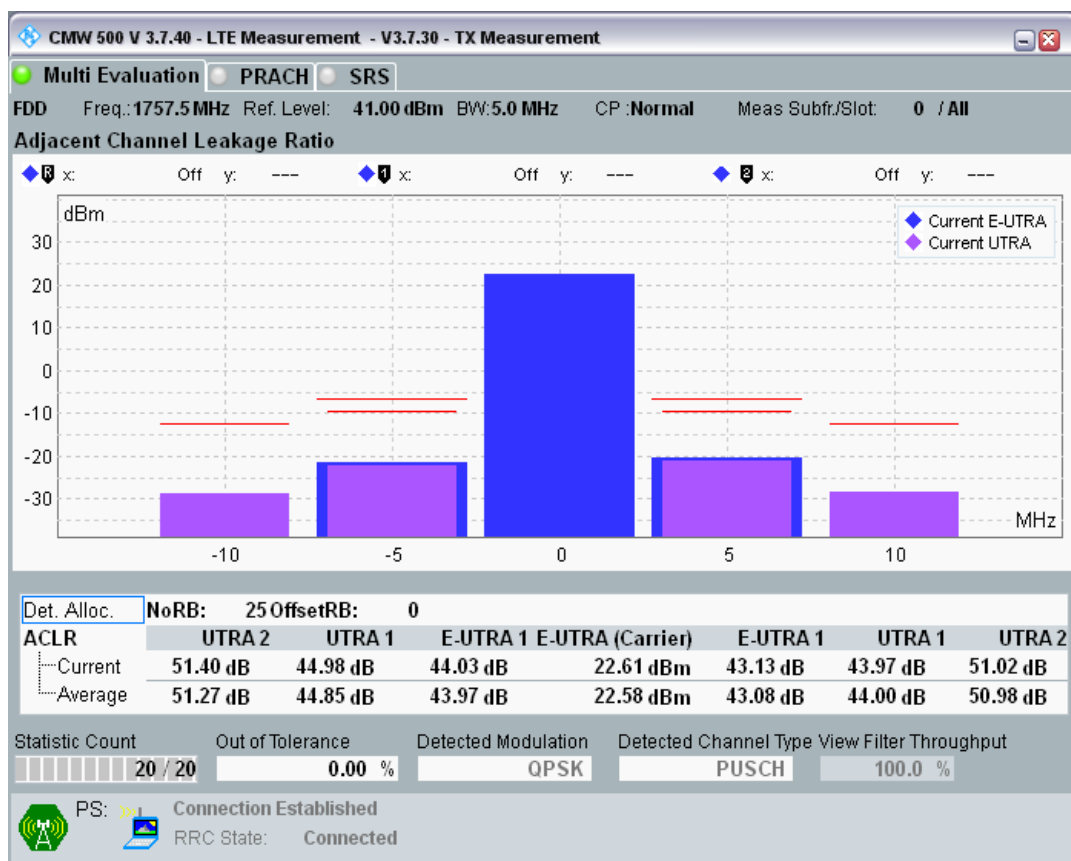 CMW 500 V 3.7.40 - LTE Measurement - V3.7.30 - TX Measurement
Multi Evaluation PRACH SRS
FDD Freq.: 1757.5 MHz Ref. Level: 41.00 dBm BW: 5.0 MHz CP : Normal Meas Subfr./Slot: 0 / All
Adjacent Channel Leakage Ratio
R x: Off y: --- 1 x: Off y: --- 2 x: Off y: ---
dBm
Current E-UTRA
Current UTRA
30
20
10
0
-10
-20
-30
MHz
-10 -5 0 5 10
Det. Alloc. NoRB: 25 OffsetRB: 0
ACLR UTRA 2 UTRA 1 E-UTRA 1 E-UTRA (Carrier) E-UTRA 1 UTRA 1 UTRA 2
Current 51.40 dB 44.98 dB 44.03 dB 22.61 dBm 43.13 dB 43.97 dB 51.02 dB
Average 51.27 dB 44.85 dB 43.97 dB 22.58 dBm 43.08 dB 44.00 dB 50.98 dB
Statistic Count Out of Tolerance Detected Modulation Detected Channel Type View Filter Throughput
20 / 20 0.00 % QPSK PUSCH 100.0 %
PS: Connection Established
RRC State: Connected